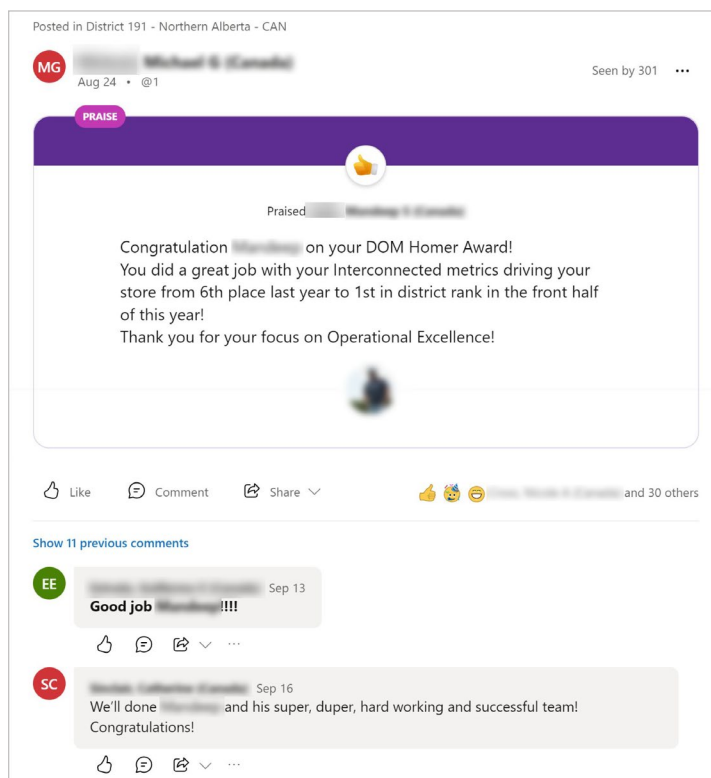 Posted in District 191 - Northern Alberta - CAN
MG
Aug 24 • @1
Seen by 301
PRAISE
Praised
Congratulation on your DOM Homer Award!
You did a great job with your Interconnected metrics driving your
store from 6th place last year to 1st in district rank in the front half
of this year!
Thank you for your focus on Operational Excellence!
Like
Comment
Share
and 30 others
Show 11 previous comments
EE
Sep 13
Good job !!!!
SC
Sep 16
We'll done and his super, duper, hard working and successful team!
Congratulations!